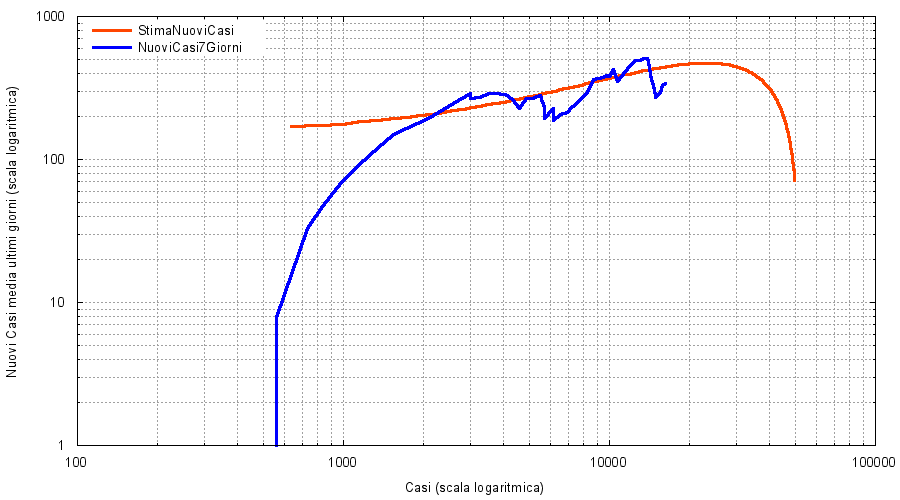 1000
StimaNuoviCasi
NuoviCasi7Giorni
100
10
1
100
1000
10000
100000
Nuovi Casi media ultimi giorni (scala logaritmica)
Casi (scala logaritmica)